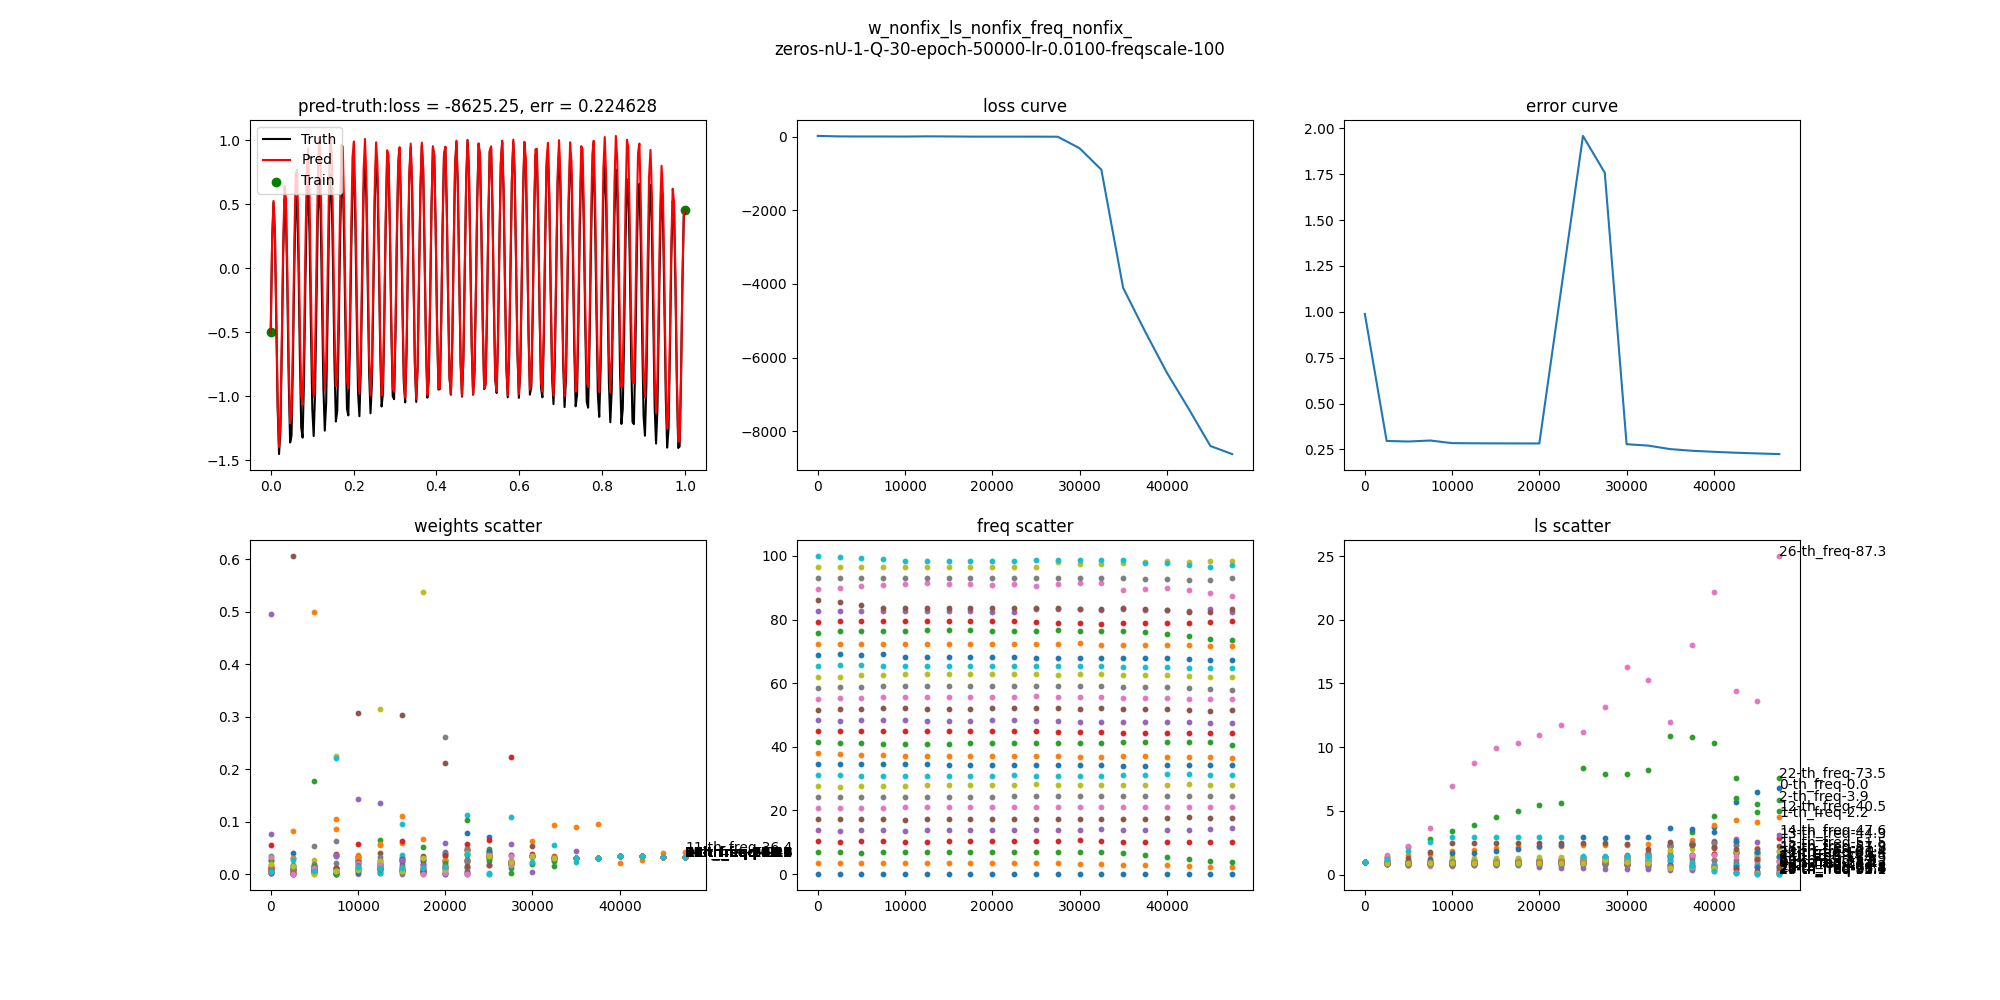 w_nonfix_ls_nonfix_freq_nonfix_
zeros-nU-1-Q-30-epoch-50000-lr-0.0100-freqscale-100
pred-truth:loss = -8625.25, err = 0.224628
Truth
Pred
Train
1.0
0.5
0.0
−0.5
−1.0
−1.5
0.0 0.2 0.4 0.6 0.8 1.0
loss curve
0
−2000
−4000
−6000
−8000
0 10000 20000 30000 40000
error curve
2.00
1.75
1.50
1.25
1.00
0.75
0.50
0.25
0 10000 20000 30000 40000
weights scatter
0.6
0.5
0.4
0.3
0.2
0.1
0.0
11-th_freq-36.4
0 10000 20000 30000 40000
freq scatter
100
80
60
40
20
0
0 10000 20000 30000 40000
ls scatter
25
20
15
10
5
0
26-th_freq-87.3
22-th_freq-73.5
0-th_freq-0.0
2-th_freq-3.9
12-th_freq-40.5
1-th_freq-2.2
14-th_freq-47.6
0 10000 20000 30000 40000